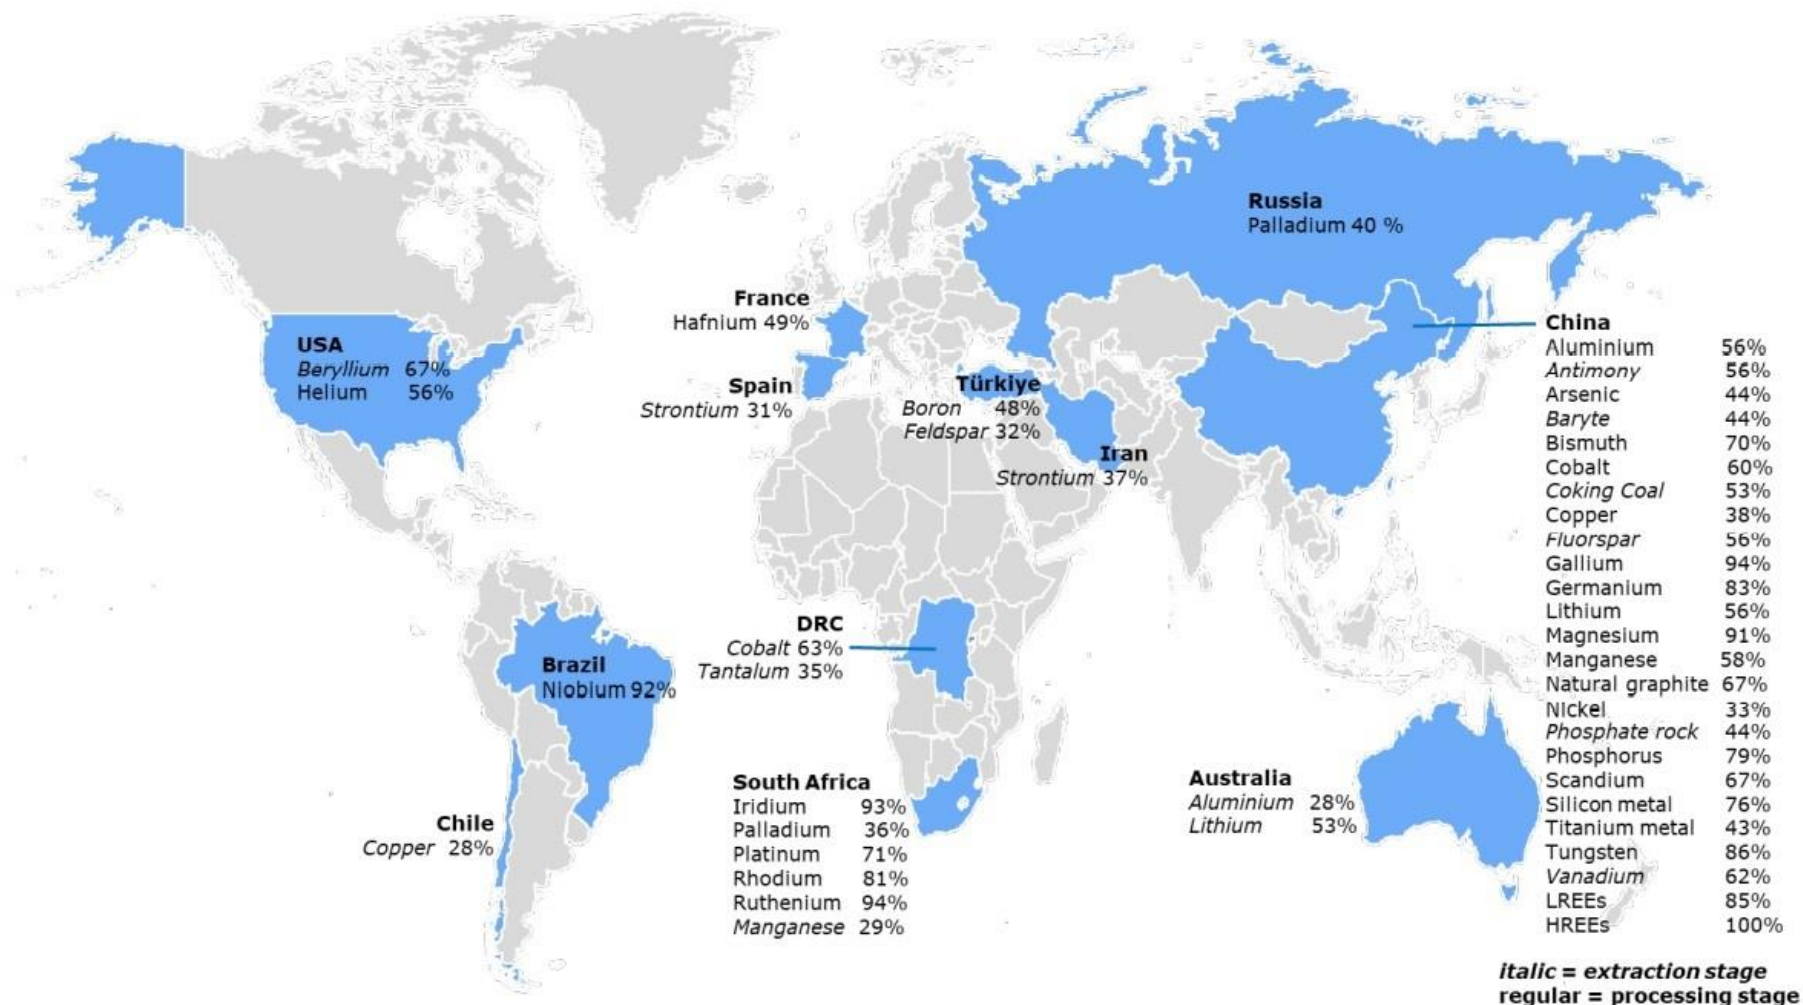 Russia
Palladium 40 %
France
Hafnium 49%
USA
Beryllium 67%
Helium 56%
Spain
Strontium 31%
Türkiye
Boron 48%
Feldspar 32%
Iran
Strontium 37%
China
Aluminium 56%
Antimony 56%
Arsenic 44%
Baryte 44%
Bismuth 70%
Cobalt 60%
Coking Coal 53%
Copper 38%
Fluorspar 56%
Gallium 94%
Germanium 83%
Lithium 56%
Magnesium 91%
Manganese 58%
Natural graphite 67%
Nickel 33%
Phosphate rock 44%
Phosphorus 79%
Scandium 67%
Silicon metal 76%
Titanium metal 43%
Tungsten 86%
Vanadium 62%
LREEs 85%
HREEs 100%
DRC
Cobalt 63%
Tantalum 35%
Brazil
Niobium 92%
Chile
Copper 28%
South Africa
Iridium 93%
Palladium 36%
Platinum 71%
Rhodium 81%
Ruthenium 94%
Manganese 29%
Australia
Aluminium 28%
Lithium 53%
italic = extraction stage
regular = processing stage